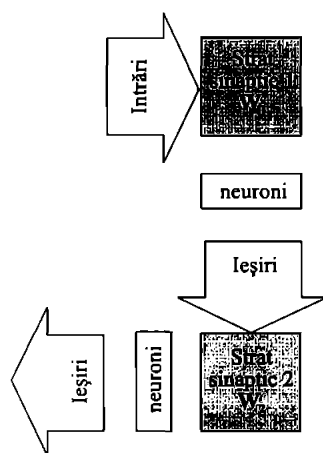 Intrări
Strat
sinaptic 1
W
neuroni
Ieşiri
Strat
sinaptic 2
W
neuroni
Ieşiri